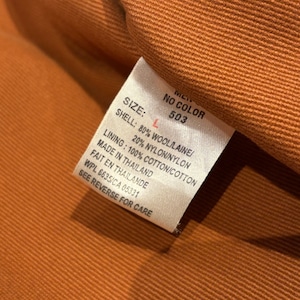 MEN
NO COLOR
503
SIZE: L
SHELL: 80% WOOL/LAINE/
20% NYLON/NYLON
LINING: 100% COTTON/COTTON
MADE IN THAILAND
FAIT EN THAILANDE
SEE REVERSE FOR CARE